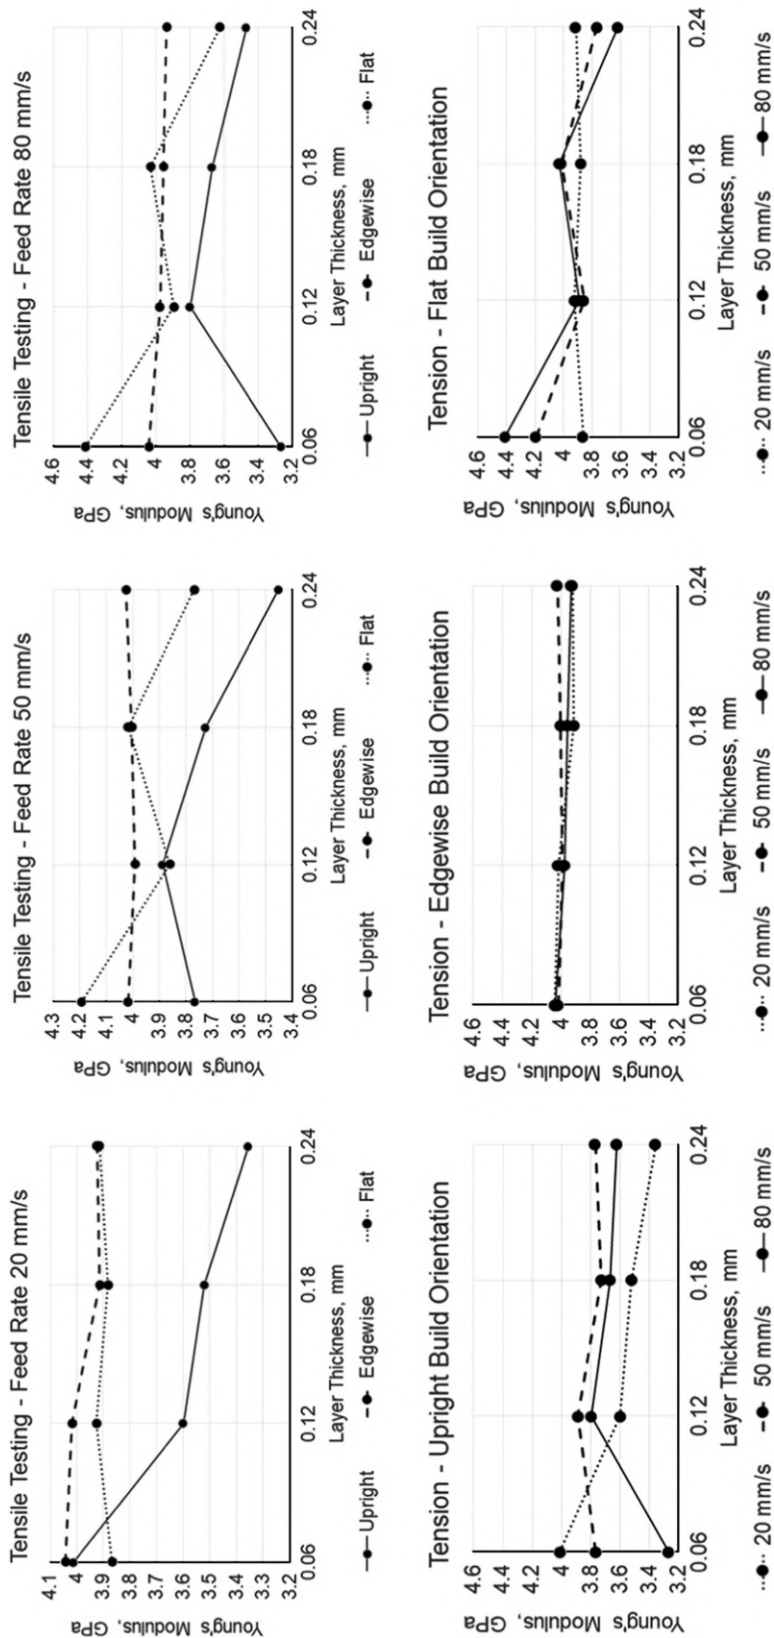 Tensile Testing - Feed Rate 20 mm/s
Young's Modulus, GPa
4.1
4
3.9
3.8
3.7
3.6
3.5
3.4
3.3
3.2
0.06 0.12 0.18 0.24
Layer Thickness, mm
Upright Edgewise Flat
Tensile Testing - Feed Rate 50 mm/s
Young's Modulus, GPa
4.3
4.2
4.1
4
3.9
3.8
3.7
3.6
3.5
3.4
0.06 0.12 0.18 0.24
Layer Thickness, mm
Upright Edgewise Flat
Tensile Testing - Feed Rate 80 mm/s
Young's Modulus, GPa
4.6
4.4
4.2
4
3.8
3.6
3.4
3.2
0.06 0.12 0.18 0.24
Layer Thickness, mm
Upright Edgewise Flat
Tension - Upright Build Orientation
Young's Modulus, GPa
4.6
4.4
4.2
4
3.8
3.6
3.4
3.2
0.06 0.12 0.18 0.24
Layer Thickness, mm
20 mm/s 50 mm/s 80 mm/s
Tension - Edgewise Build Orientation
Young's Modulus, GPa
4.6
4.4
4.2
4
3.8
3.6
3.4
3.2
0.06 0.12 0.18 0.24
Layer Thickness, mm
20 mm/s 50 mm/s 80 mm/s
Tension - Flat Build Orientation
Young's Modulus, GPa
4.6
4.4
4.2
4
3.8
3.6
3.4
3.2
0.06 0.12 0.18 0.24
Layer Thickness, mm
20 mm/s 50 mm/s 80 mm/s